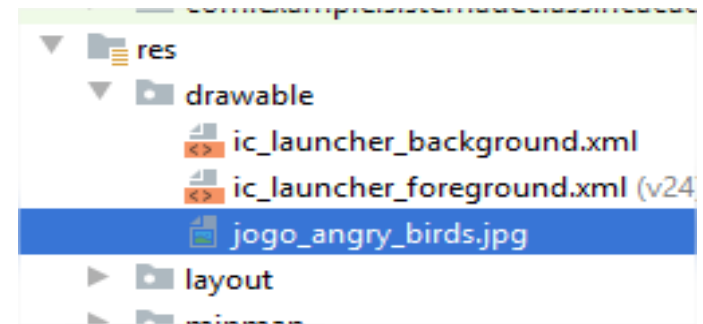 res
drawable
ic_launcher_background.xml
ic_launcher_foreground.xml (v24)
jogo_angry_birds.jpg
layout